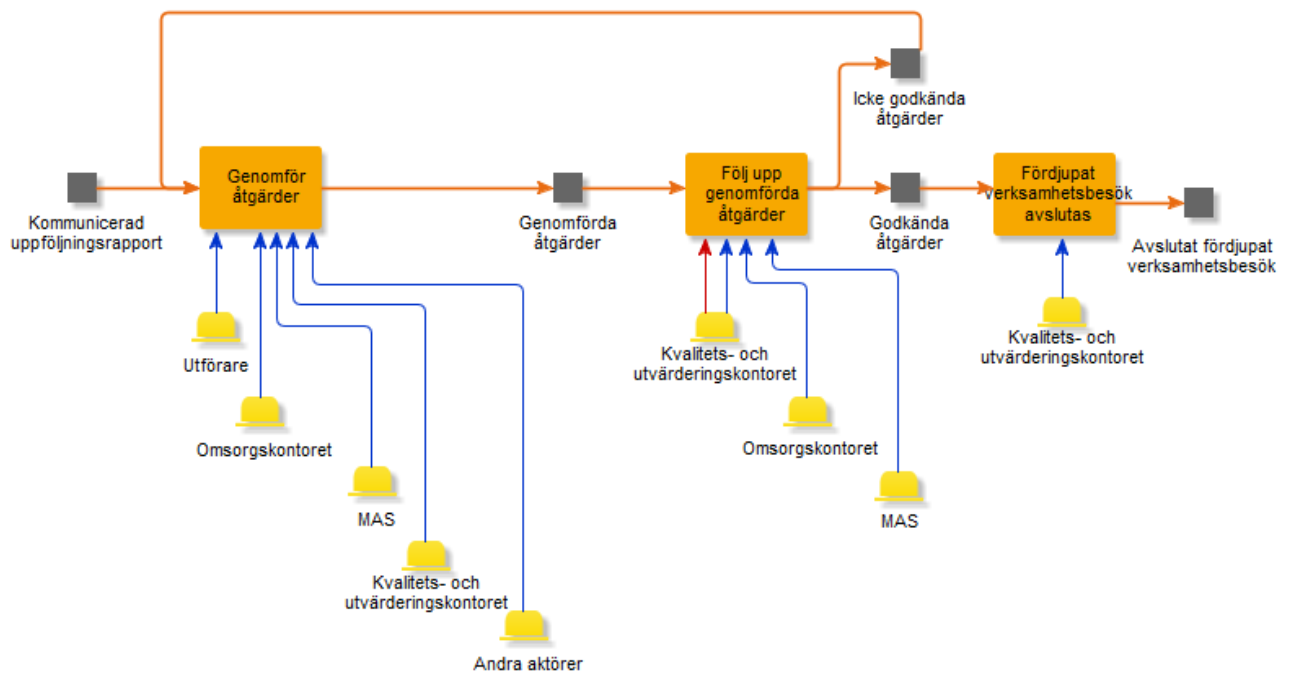 Icke godkända
åtgärder
Genomför
åtgärder
Följ upp
genomförda
åtgärder
Fördjupat
verksamhetsbesök
avslutas
Kommunicerad
uppföljningsrapport
Genomförda
åtgärder
Godkända
åtgärder
Avslutat fördjupat
verksamhetsbesök
Utförare
Kvalitets- och
utvärderingskontoret
Kvalitets- och
utvärderingskontoret
Omsorgskontoret
Omsorgskontoret
MAS
MAS
Kvalitets- och
utvärderingskontoret
Andra aktörer